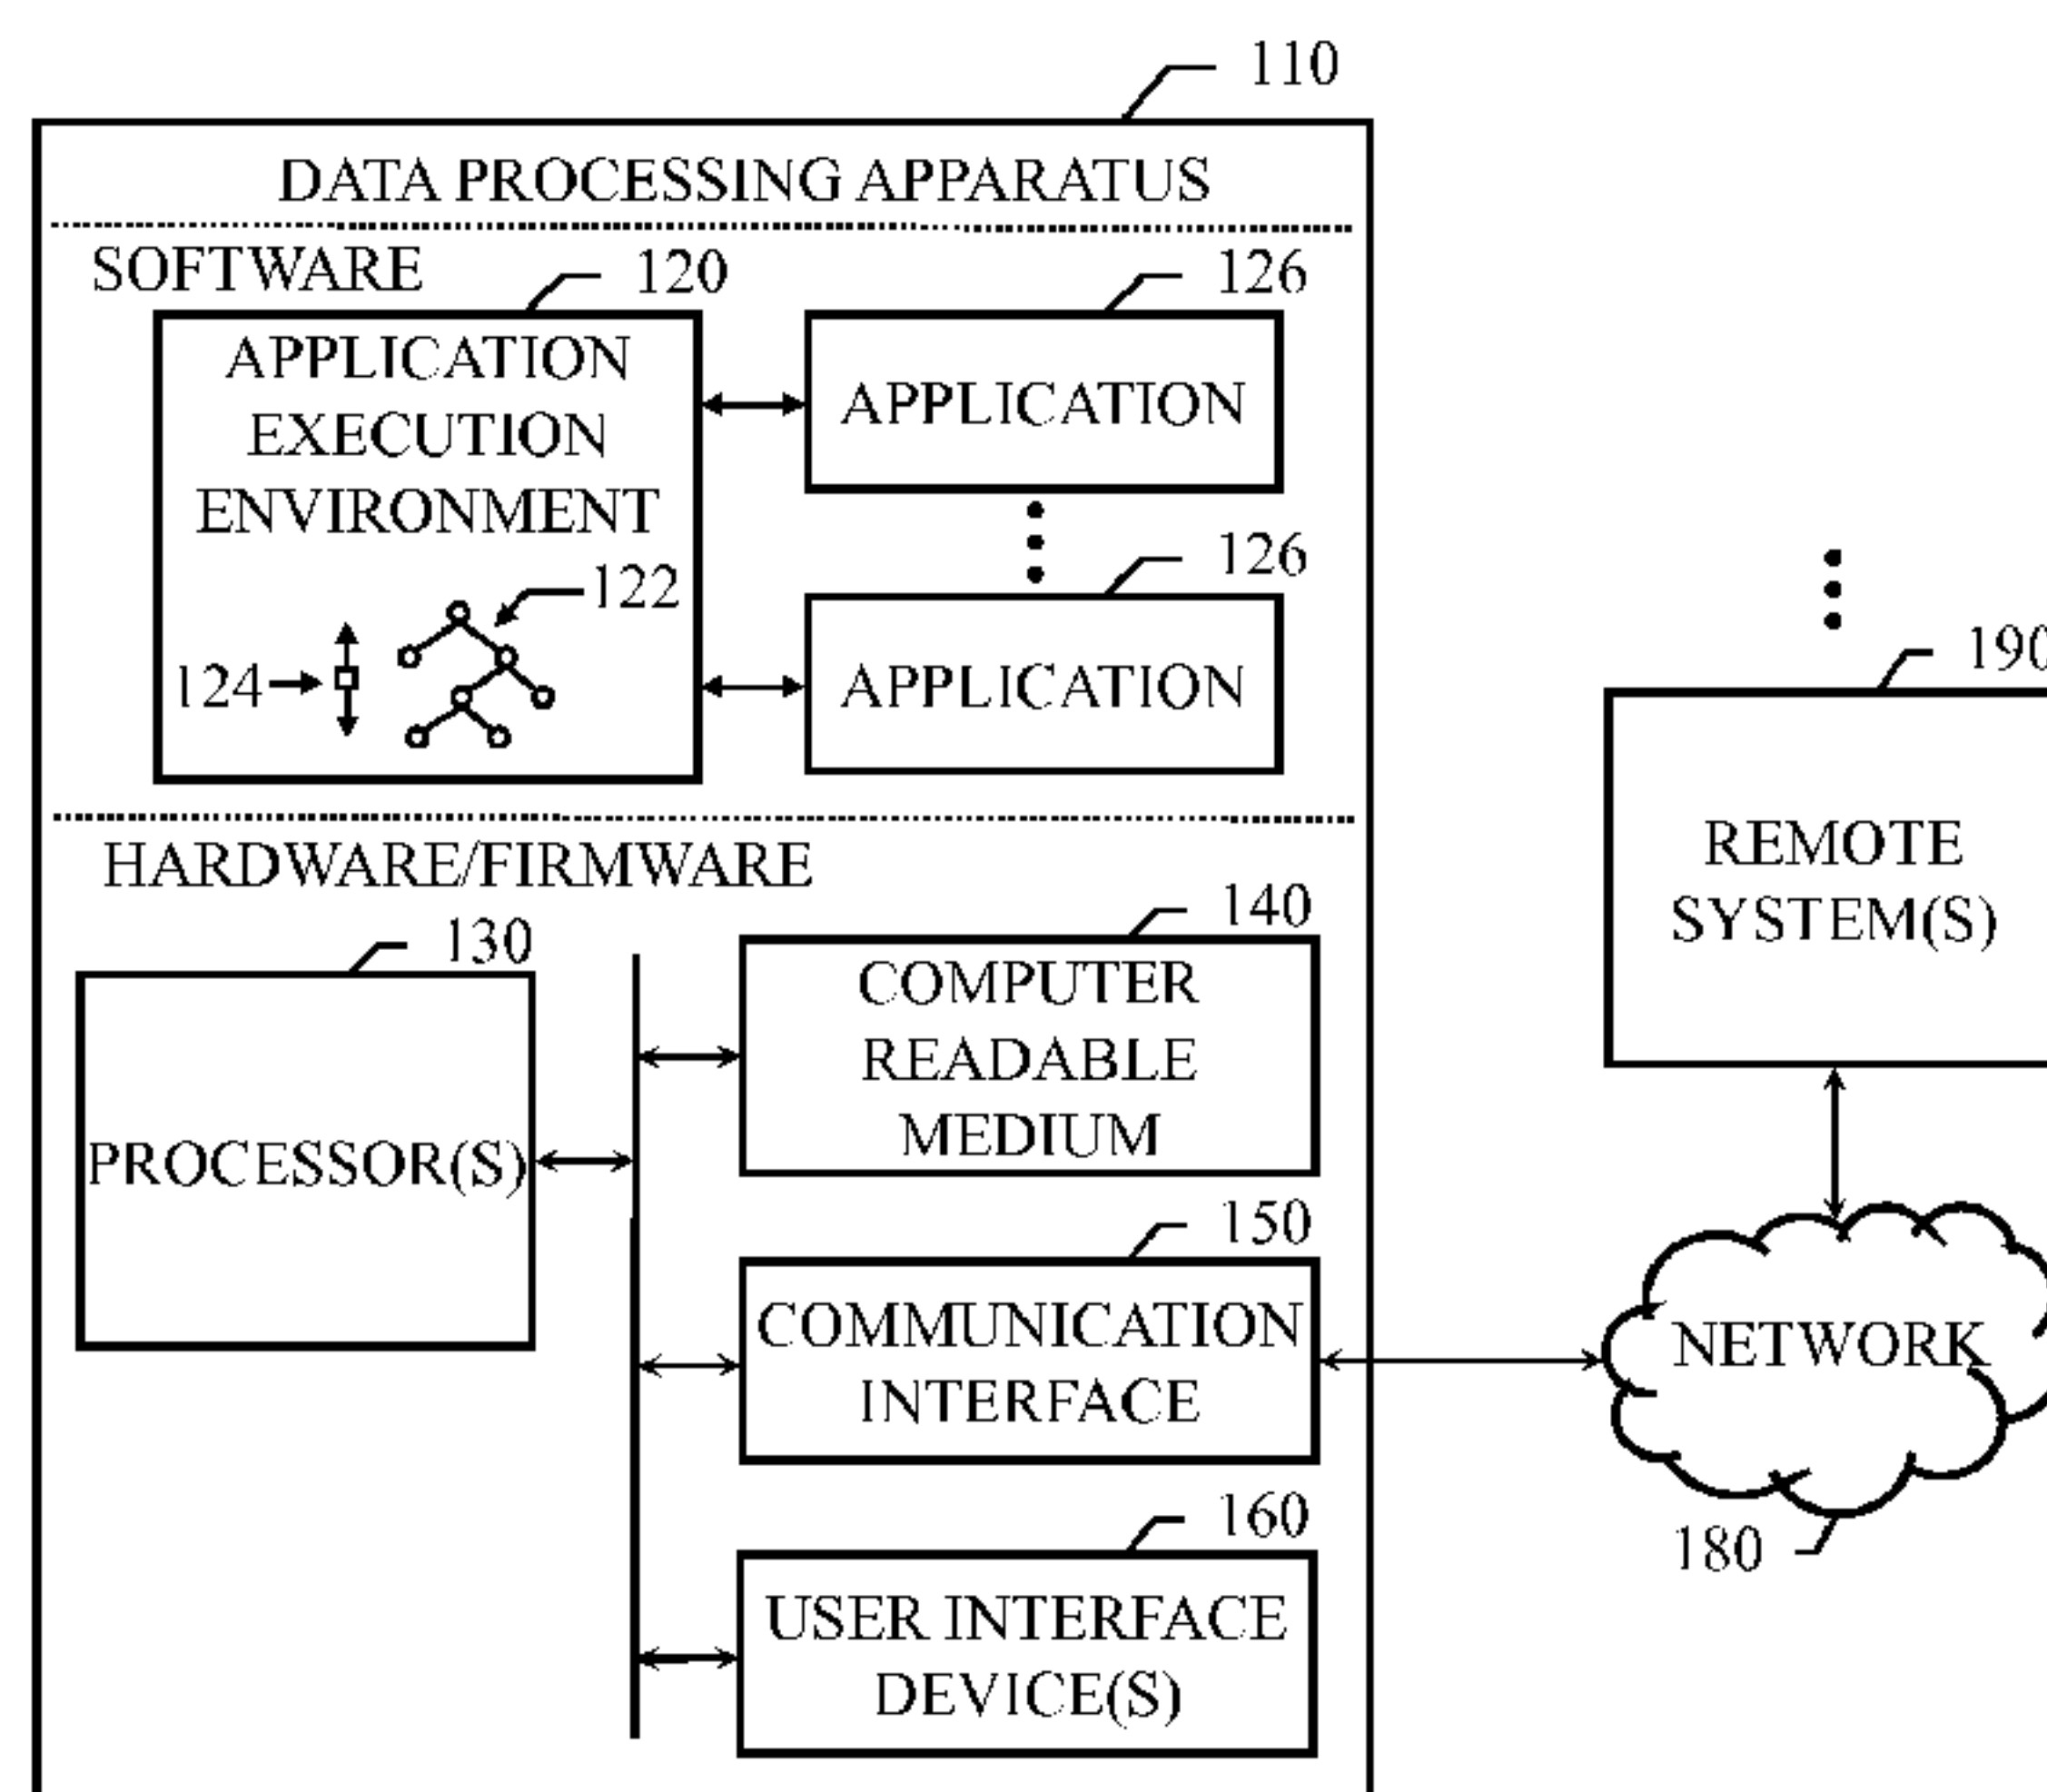 110
DATA PROCESSING APPARATUS
SOFTWARE
120
126
APPLICATION
EXECUTION
ENVIRONMENT
APPLICATION
122
124
126
APPLICATION
HARDWARE/FIRMWARE
130
PROCESSOR(S)
140
COMPUTER
READABLE
MEDIUM
150
COMMUNICATION
INTERFACE
160
USER INTERFACE
DEVICE(S)
190
REMOTE
SYSTEM(S)
NETWORK
180